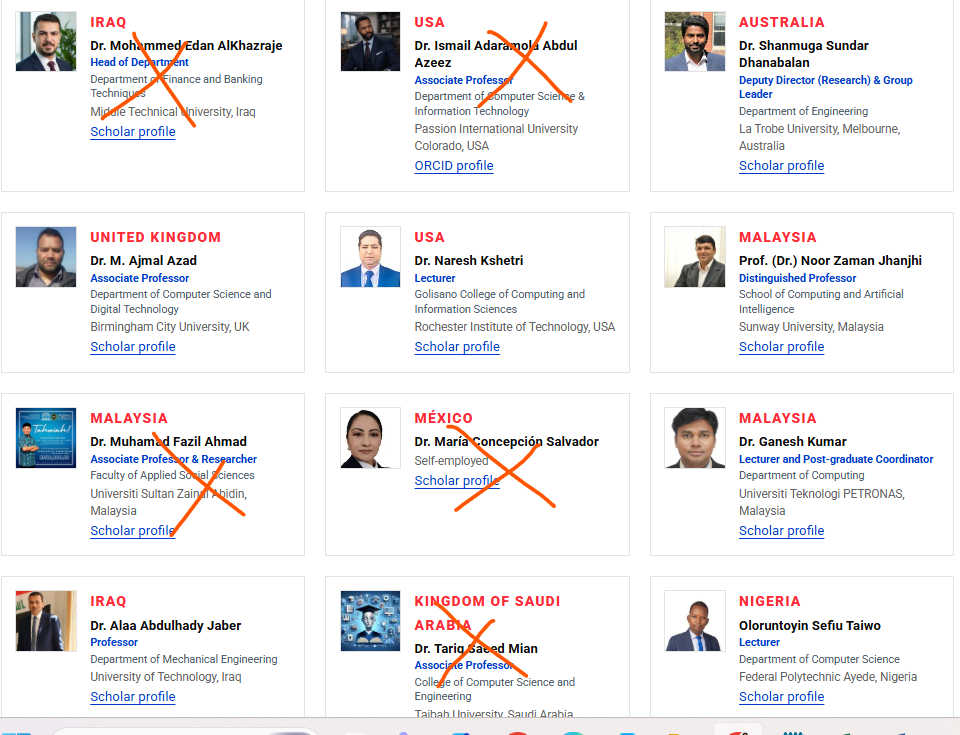 IRAQ
Dr. Mohammed Edan AlKhazraje
Head of Department
Department of Finance and Banking
Techniques
Middle Technical University, Iraq
Scholar profile
USA
Dr. Ismail Adaramola Abdul
Azeez
Associate Professor
Department of Computer Science &
Information Technology
Passion International University
Colorado, USA
ORCID profile
AUSTRALIA
Dr. Shanmuga Sundar
Dhanabalan
Deputy Director (Research) & Group
Leader
Department of Engineering
La Trobe University, Melbourne,
Australia
Scholar profile
UNITED KINGDOM
Dr. M. Ajmal Azad
Associate Professor
Department of Computer Science and
Digital Technology
Birmingham City University, UK
Scholar profile
USA
Dr. Naresh Kshetri
Lecturer
Golisano College of Computing and
Information Sciences
Rochester Institute of Technology, USA
Scholar profile
MALAYSIA
Prof. (Dr.) Noor Zaman Jhanjhi
Distinguished Professor
School of Computing and Artificial
Intelligence
Sunway University, Malaysia
Scholar profile
Tahniah!
MALAYSIA
Dr. Muhamad Fazil Ahmad
Associate Professor & Researcher
Faculty of Applied Social Sciences
Universiti Sultan Zainal Abidin,
Malaysia
Scholar profile
MÉXICO
Dr. María Concepción Salvador
Self-employed
Scholar profile
MALAYSIA
Dr. Ganesh Kumar
Lecturer and Post-graduate Coordinator
Department of Computing
Universiti Teknologi PETRONAS,
Malaysia
Scholar profile
IRAQ
Dr. Alaa Abdulhady Jaber
Professor
Department of Mechanical Engineering
University of Technology, Iraq
Scholar profile
KINGDOM OF SAUDI
ARABIA
Dr. Tariq Saeed Mian
Associate Professor
College of Computer Science and
Engineering
Taibah University, Saudi Arabia
NIGERIA
Oloruntoyin Sefiu Taiwo
Lecturer
Department of Computer Science
Federal Polytechnic Ayede, Nigeria
Scholar profile